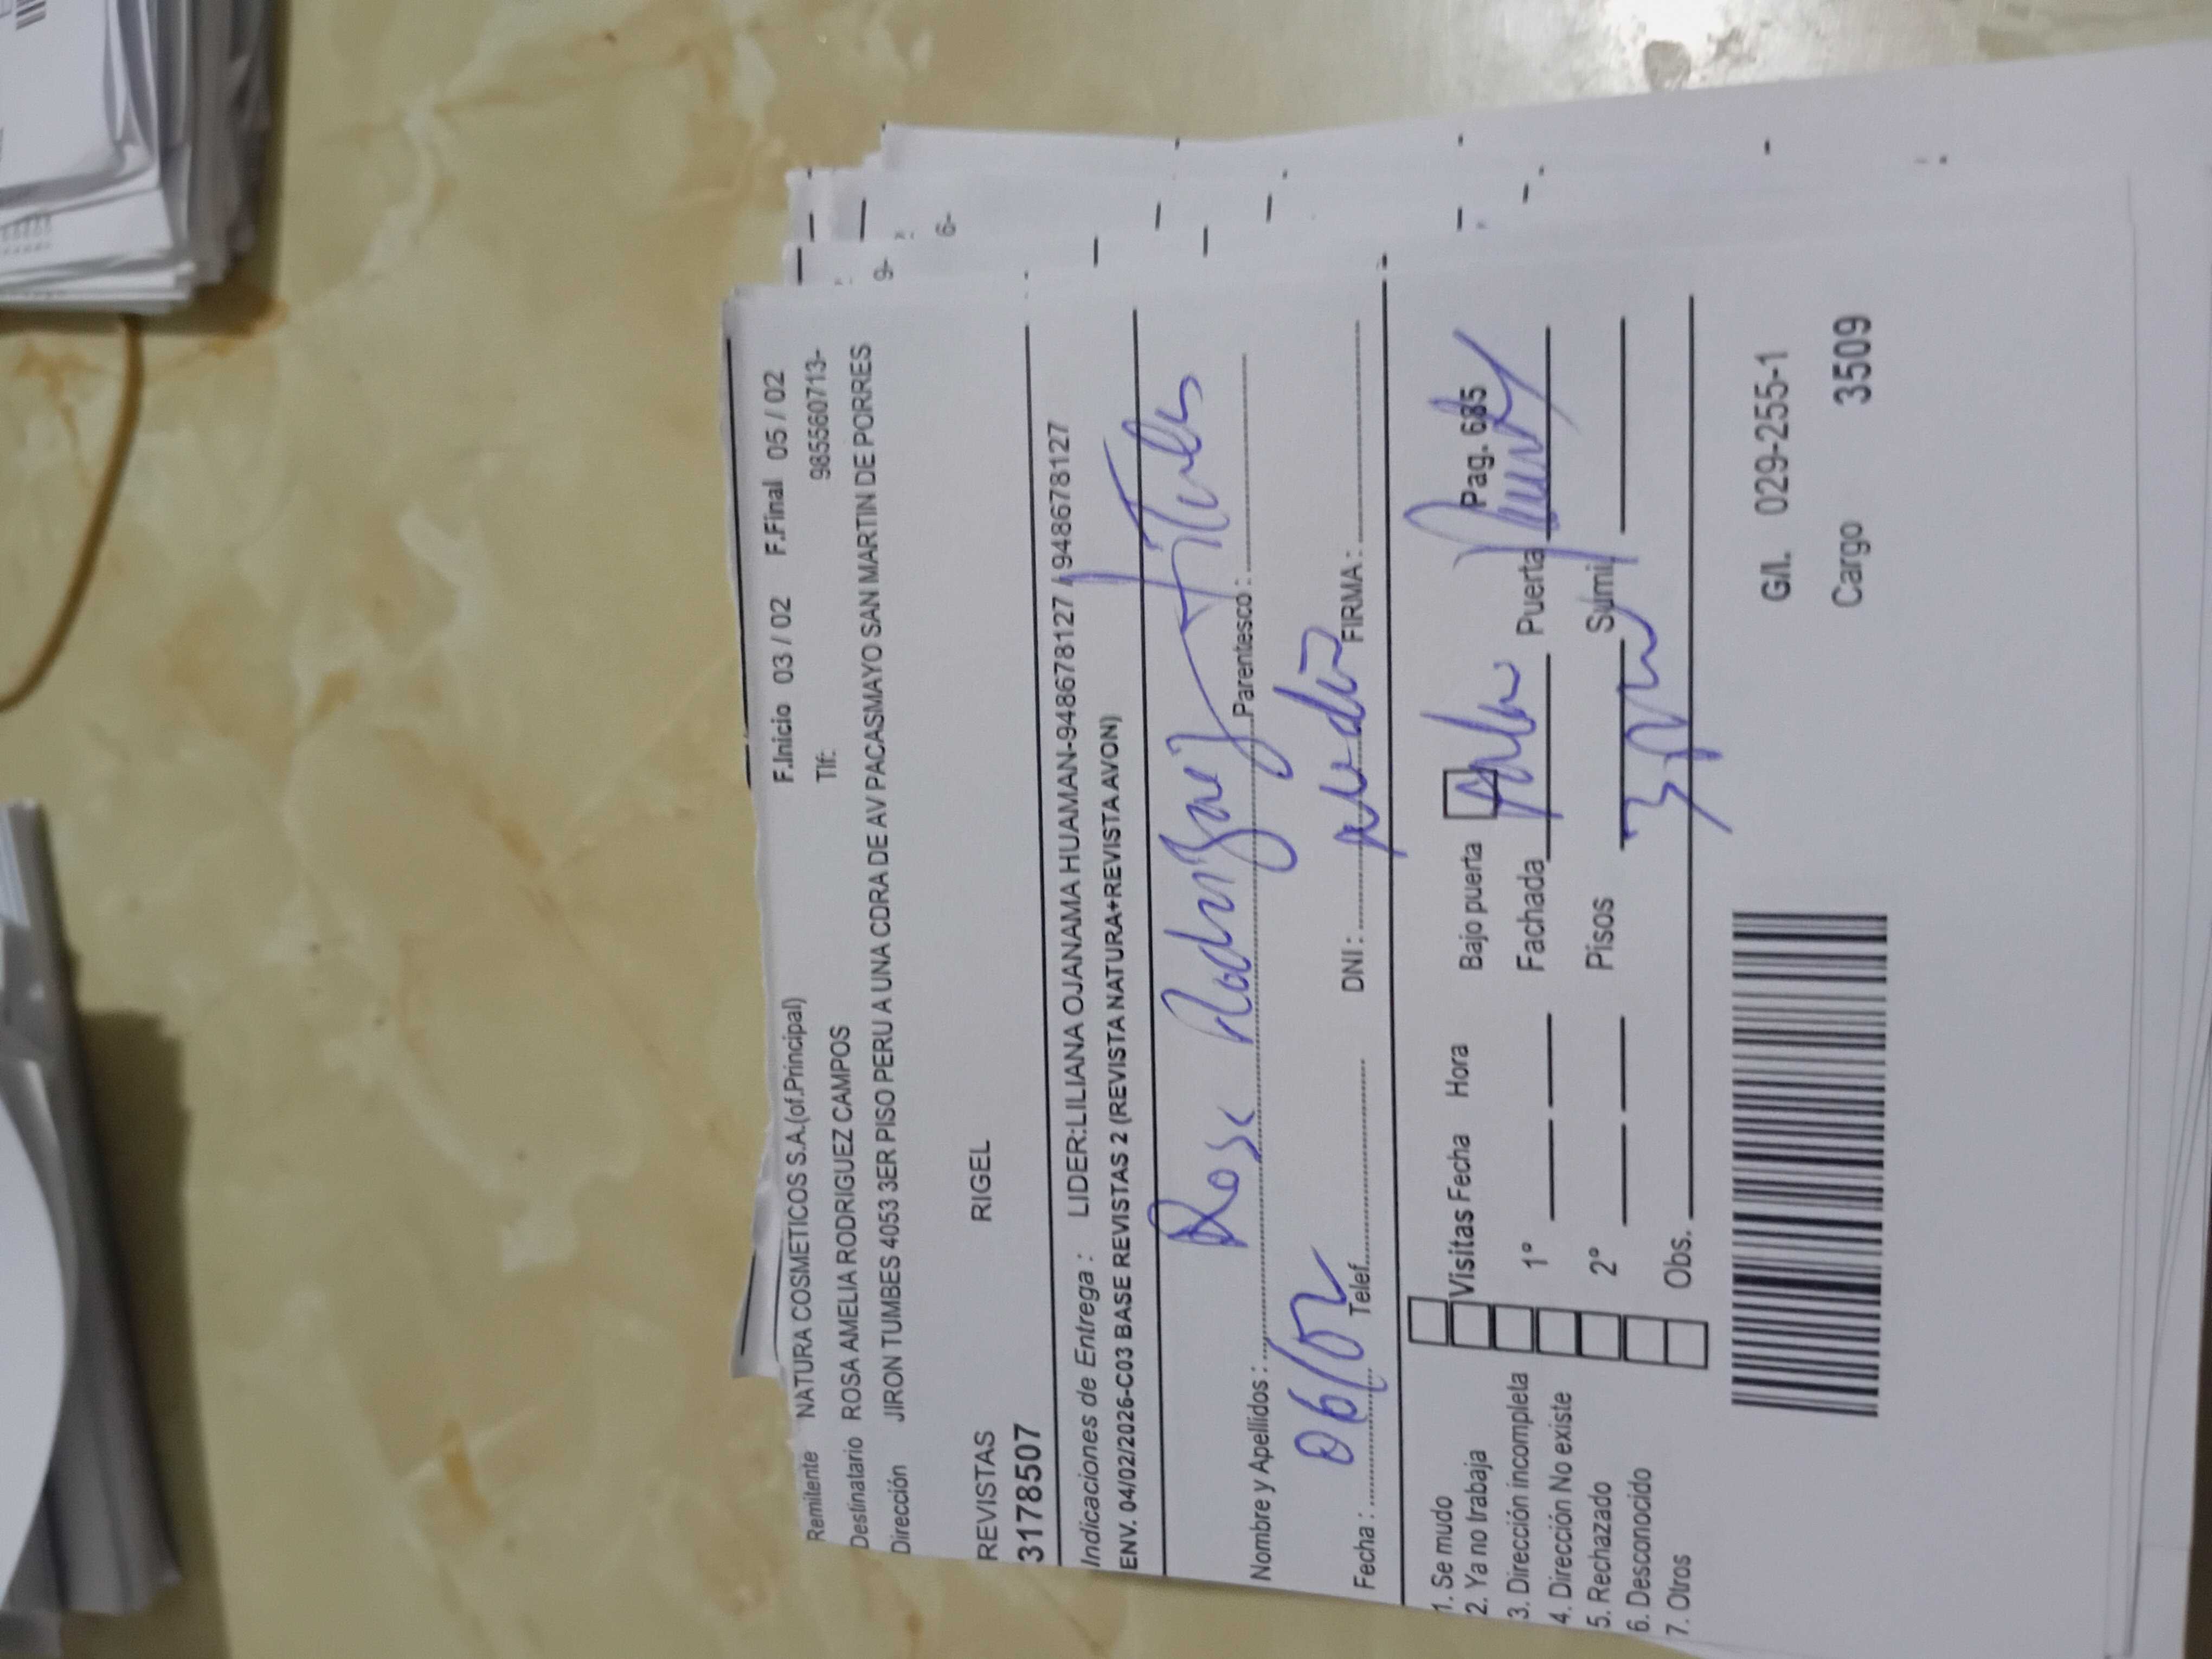 F.Inicio 03 / 02 F.Final 05 / 02
Remitente NATURA COSMETICOS S.A.(of.Principal) Tlf: 985560713-
Destinatario ROSA AMELIA RODRIGUEZ CAMPOS
Dirección JIRON TUMBES 4053 3ER PISO PERU A UNA CDRA DE AV PACASMAYO SAN MARTIN DE PORRES
REVISTAS RIGEL
3178507
Indicaciones de Entrega : LIDER:LILIANA OJANAMA HUAMAN-948678127 / 948678127
ENV. 04/02/2026-C03 BASE REVISTAS 2 (REVISTA NATURA+REVISTA AVON)
Nombre y Apellidos : Rosa Rodriguez Parentesco : Titular
Fecha : 06/02 Telef. DNI : FIRMA :
Pag. 685
1. Se mudo
2. Ya no trabaja
3. Dirección incompleta
4. Dirección No existe
5. Rechazado
6. Desconocido
7. Otros
Visitas Fecha Hora Bajo puerta
1° Fachada Puerta
2° Pisos Sumi
Obs.
G/I. 029-2555-1
Cargo 3509